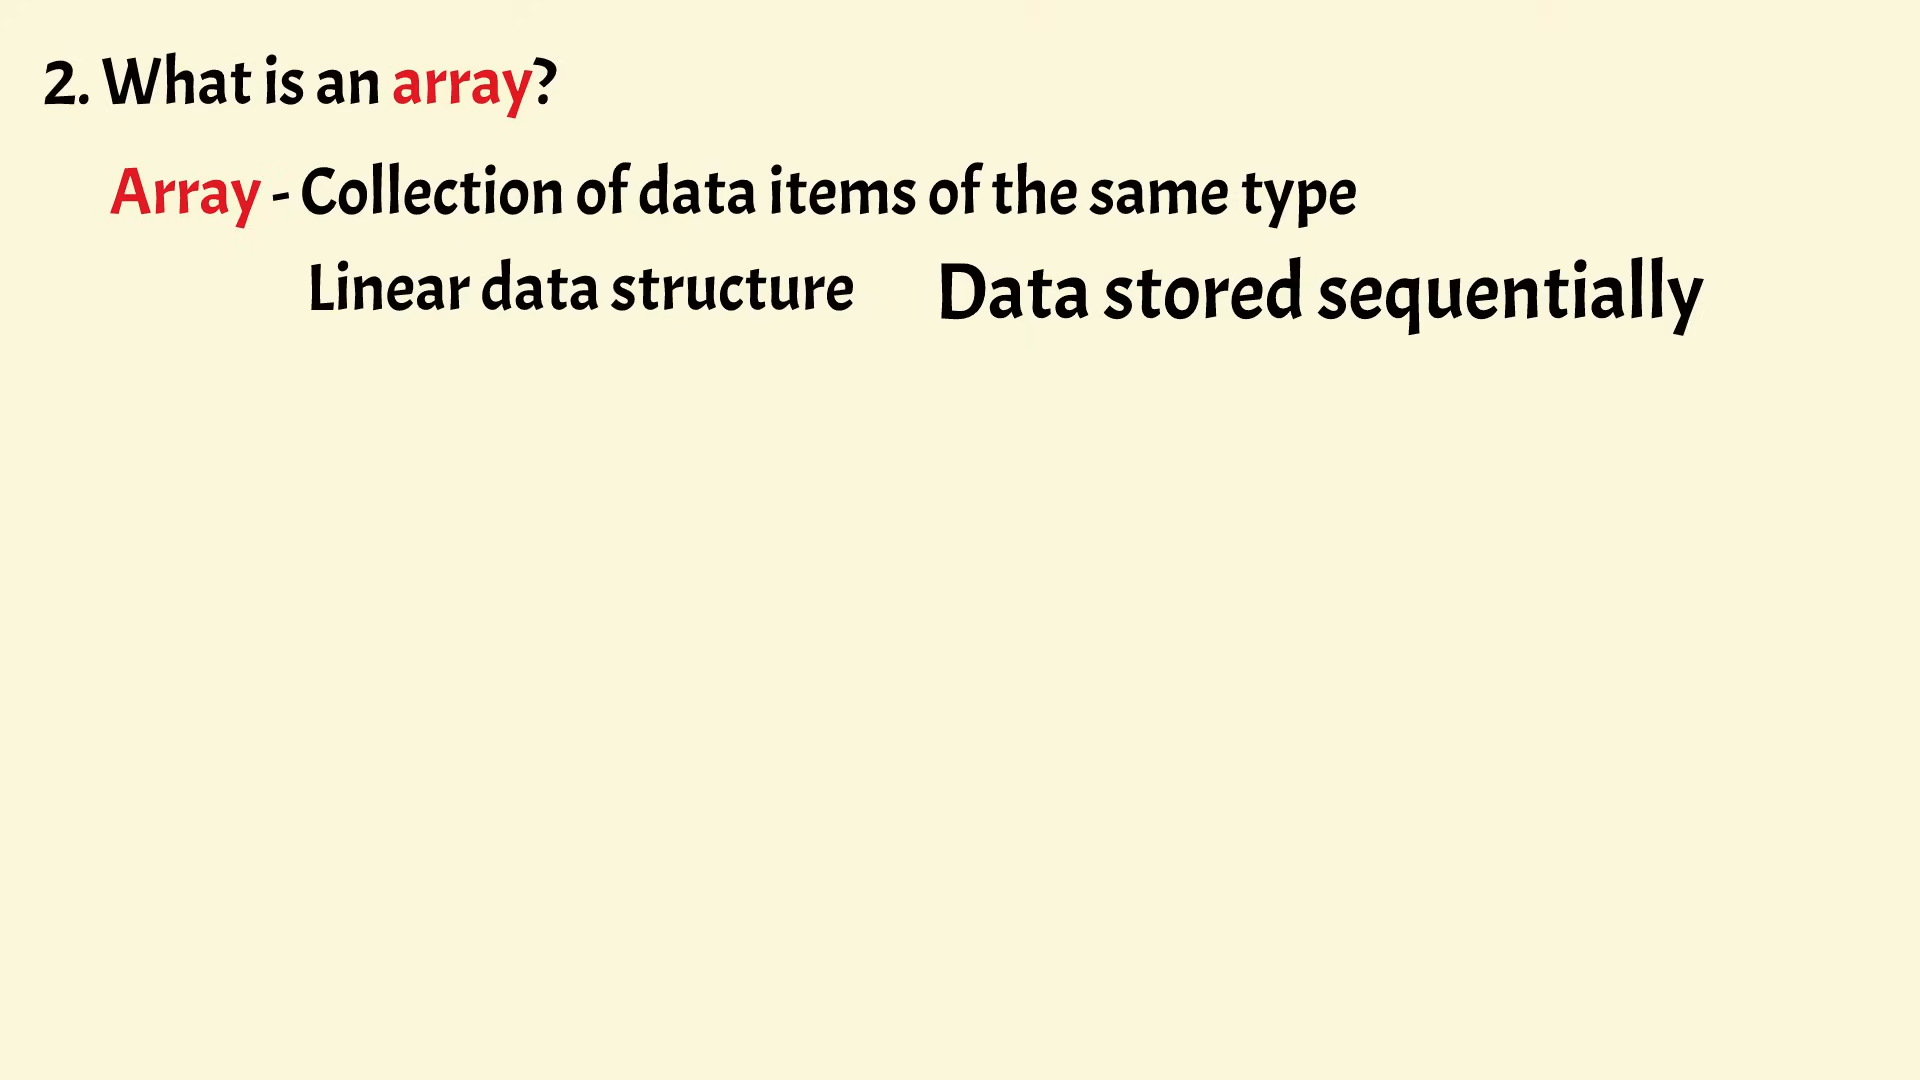 2. What is an array?
Array - Collection of data items of the same type
Linear data structure Data stored sequentially